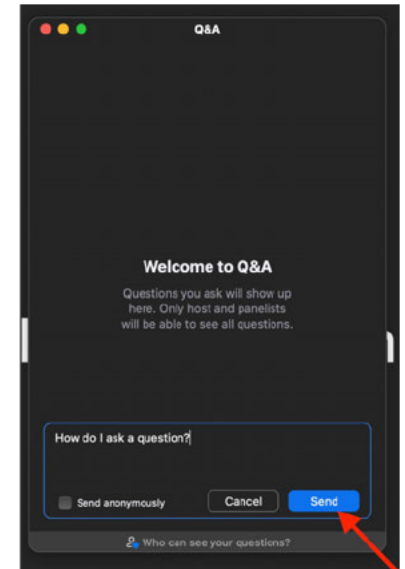 Q&A
Welcome to Q&A
Questions you ask will show up
here. Only host and panelists
will be able to see all questions.
How do I ask a question?
Send anonymously
Cancel
Send
Who can see your questions?